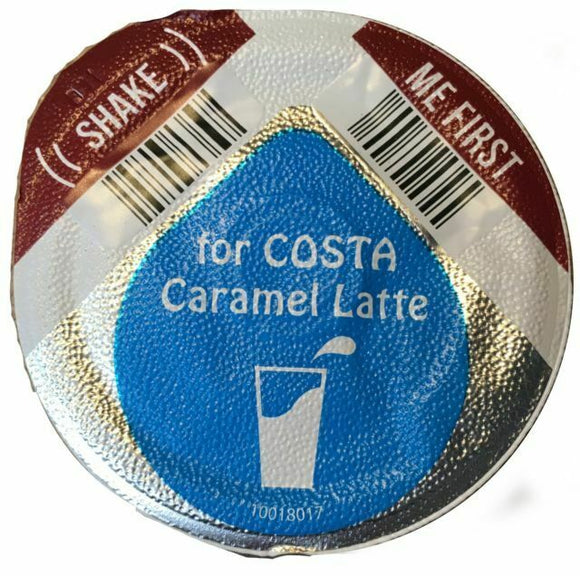 (( SHAKE ))
ME FIRST
for COSTA
Caramel Latte
10018017